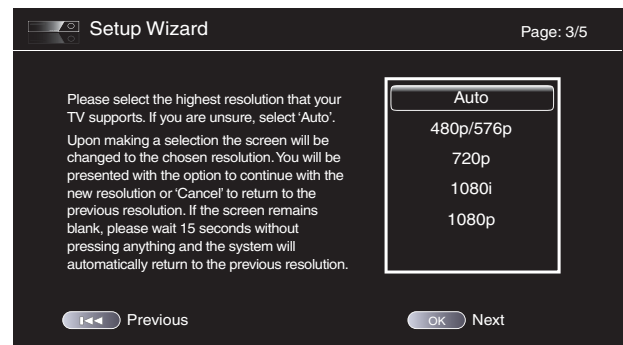 Setup Wizard
Page: 3/5
Please select the highest resolution that your
TV supports. If you are unsure, select 'Auto'.
Upon making a selection the screen will be
changed to the chosen resolution. You will be
presented with the option to continue with the
new resolution or 'Cancel' to return to the
previous resolution. If the screen remains
blank, please wait 15 seconds without
pressing anything and the system will
automatically return to the previous resolution.
Auto
480p/576p
720p
1080i
1080p
Previous
OK Next